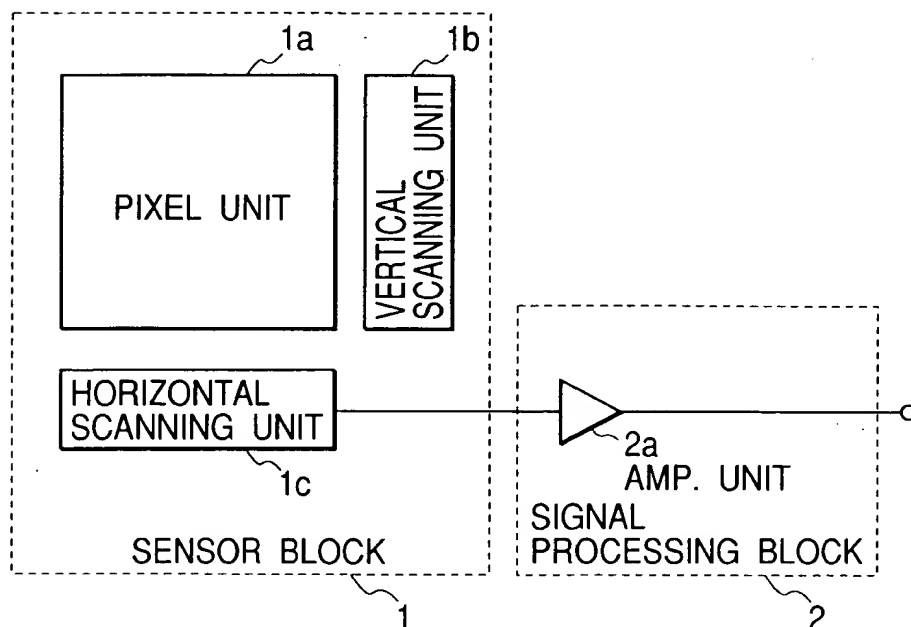 1a
1b
PIXEL UNIT
VERTICAL
SCANNING UNIT
HORIZONTAL
SCANNING UNIT
1c
2a
AMP. UNIT
SENSOR BLOCK
SIGNAL
PROCESSING BLOCK
1
2